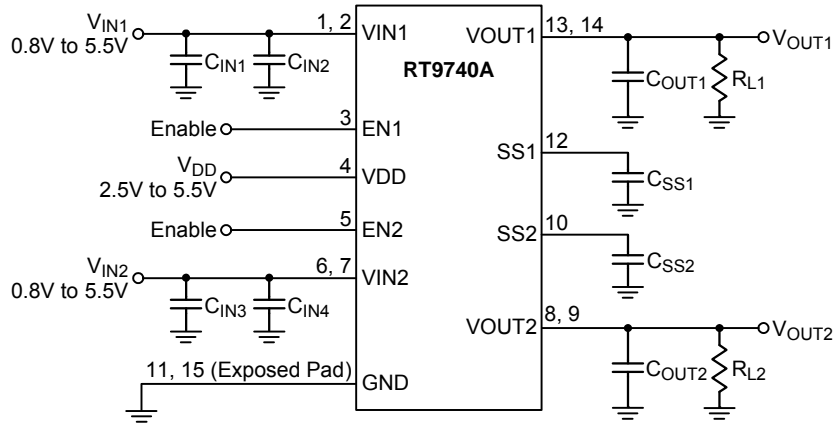 VIN1
0.8V to 5.5V
1, 2
VIN1
CIN1
CIN2
Enable
3
EN1
VDD
2.5V to 5.5V
4
VDD
Enable
5
EN2
VIN2
0.8V to 5.5V
6, 7
VIN2
CIN3
CIN4
11, 15 (Exposed Pad)
GND
RT9740A
VOUT1
13, 14
VOUT1
COUT1
RL1
SS1
12
CSS1
SS2
10
CSS2
VOUT2
8, 9
VOUT2
COUT2
RL2